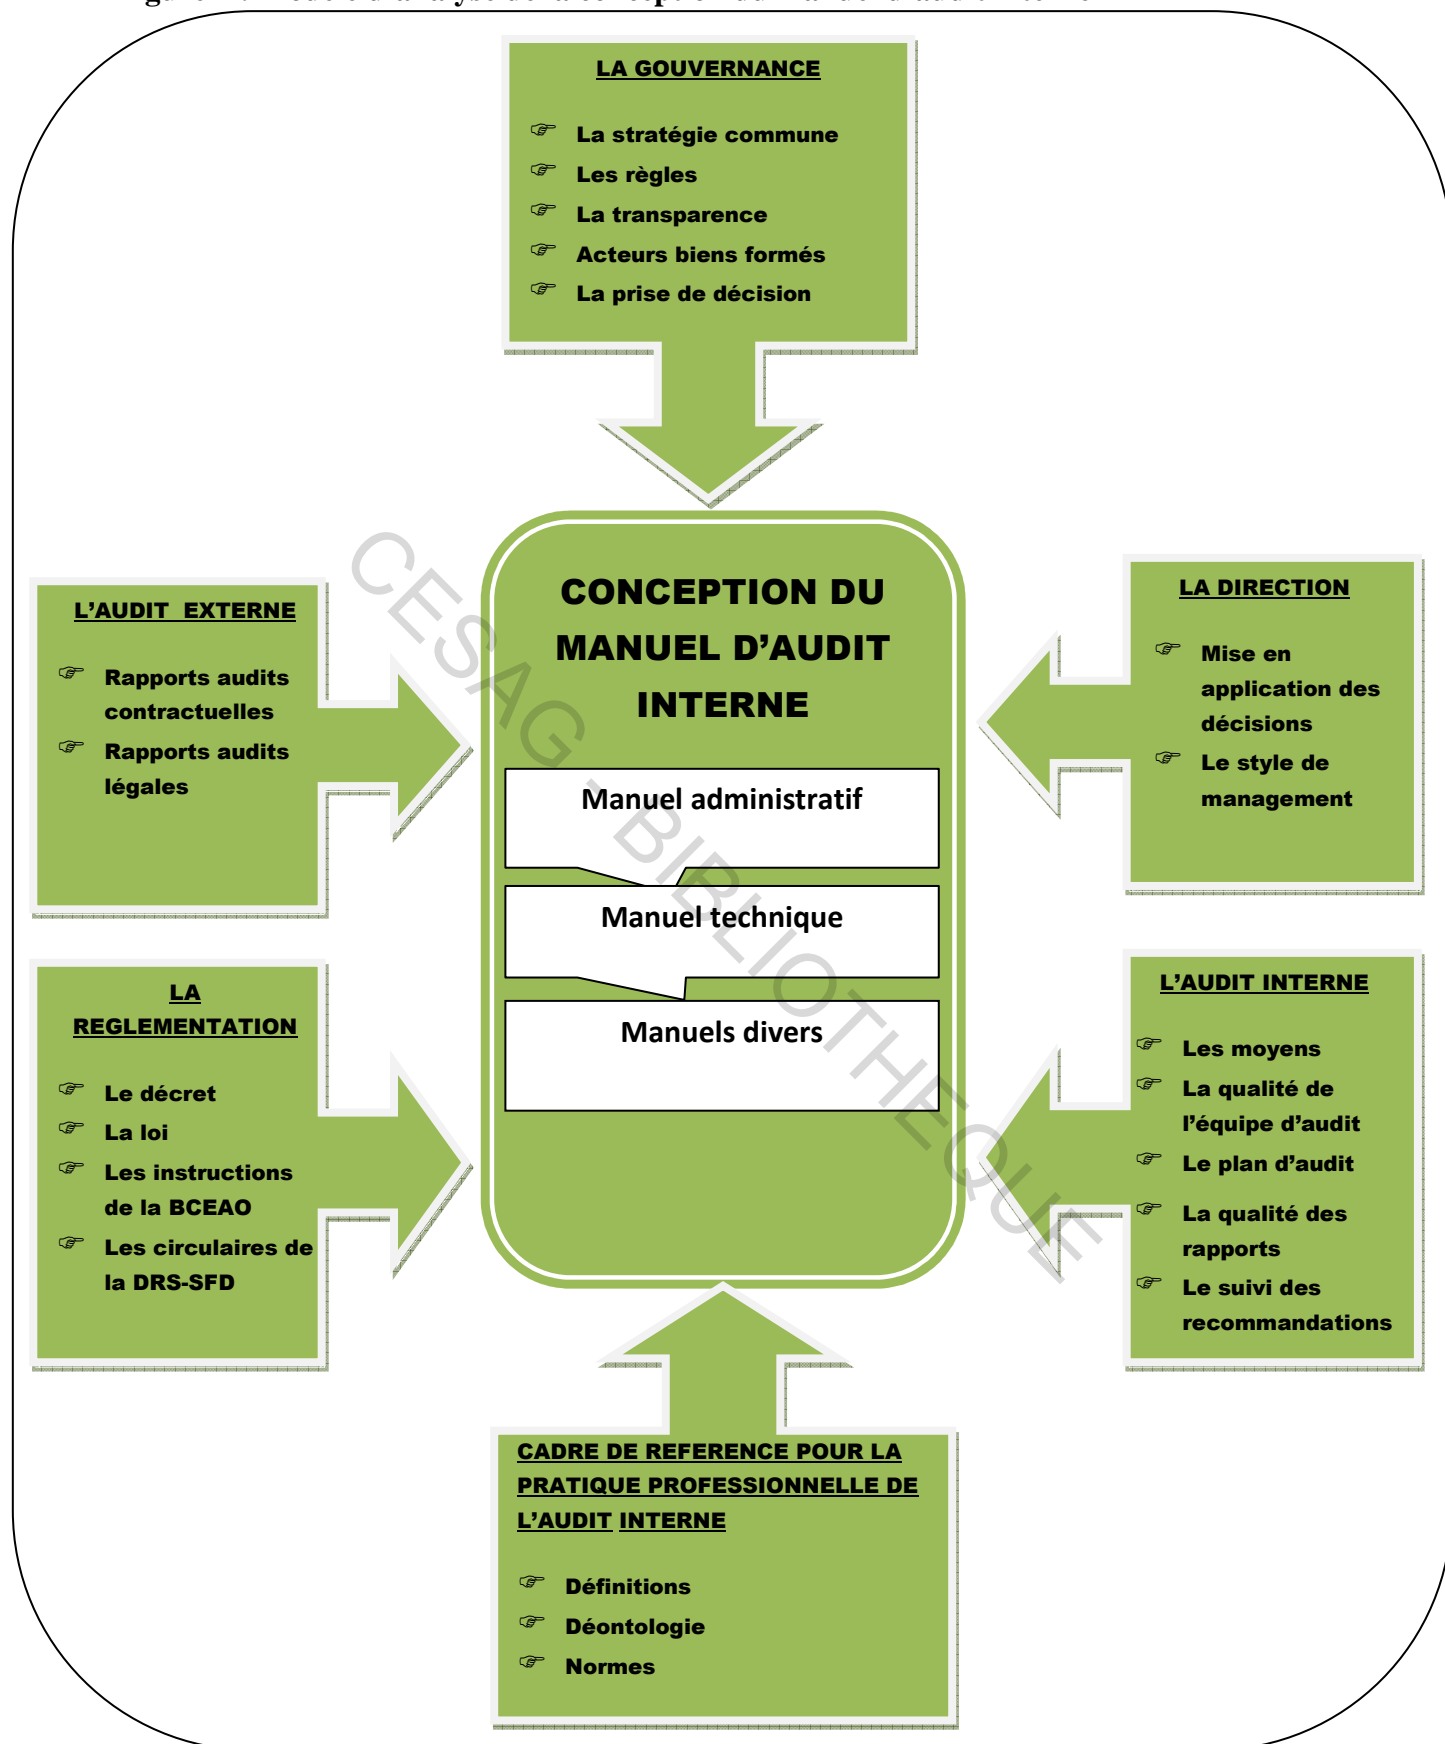 LA GOUVERNANCE
☞ La stratégie commune
☞ Les règles
☞ La transparence
☞ Acteurs biens formés
☞ La prise de décision
L’AUDIT EXTERNE
☞ Rapports audits
contractuelles
☞ Rapports audits
légales
CONCEPTION DU
MANUEL D’AUDIT
INTERNE
Manuel administratif
Manuel technique
Manuels divers
LA DIRECTION
☞ Mise en
application des
décisions
☞ Le style de
management
LA
REGLEMENTATION
☞ Le décret
☞ La loi
☞ Les instructions
de la BCEAO
☞ Les circulaires de
la DRS-SFD
L’AUDIT INTERNE
☞ Les moyens
☞ La qualité de
l’équipe d’audit
☞ Le plan d’audit
☞ La qualité des
rapports
☞ Le suivi des
recommandations
CADRE DE REFERENCE POUR LA
PRATIQUE PROFESSIONNELLE DE
L’AUDIT INTERNE
☞ Définitions
☞ Déontologie
☞ Normes
CESAG - BIBLIOTHEQUE